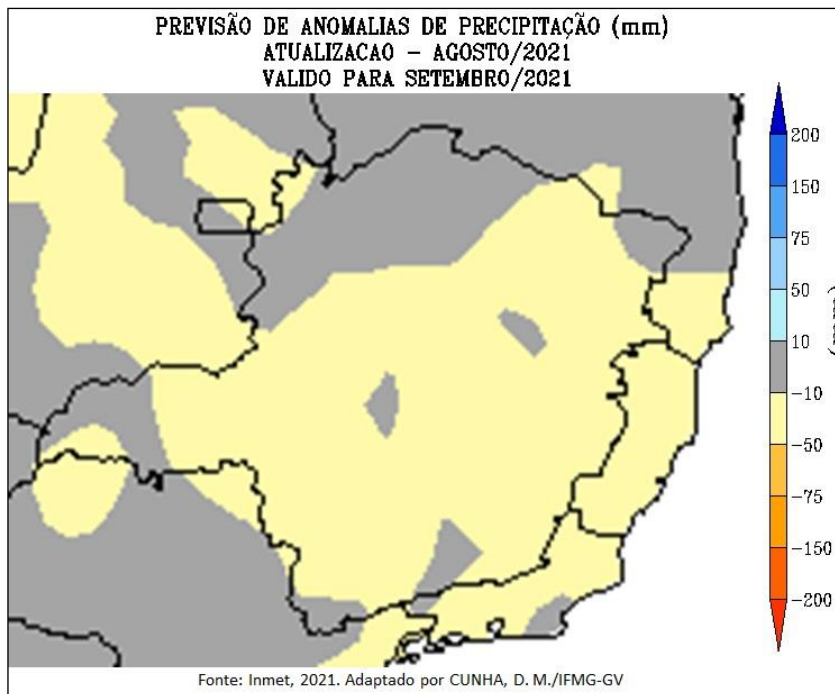 PREVISÃO DE ANOMALIAS DE PRECIPITAÇÃO (mm)
ATUALIZACAO – AGOSTO/2021
VALIDO PARA SETEMBRO/2021
200
150
75
50
10
-10
-50
-75
-150
-200
(mm)
Fonte: Inmet, 2021. Adaptado por CUNHA, D. M./IFMG-GV